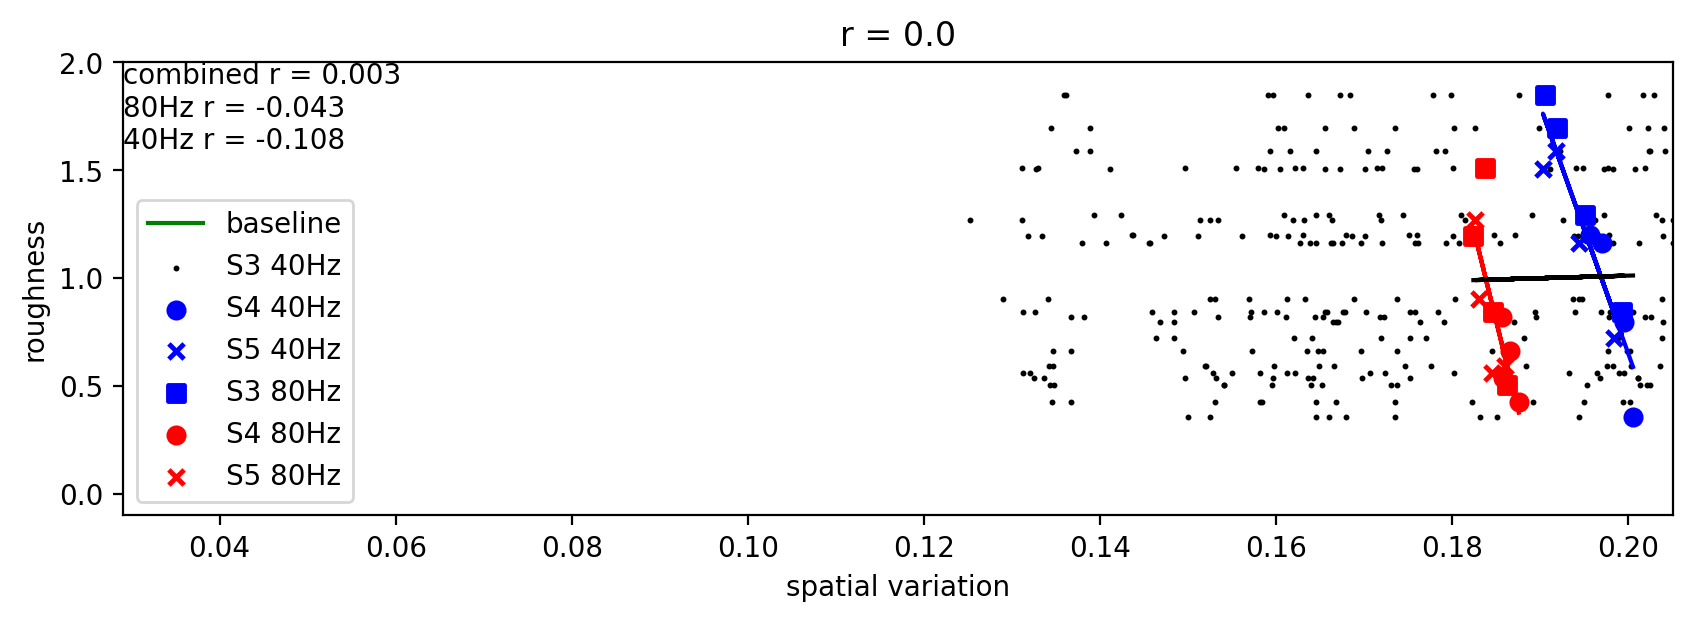 r = 0.0
combined r = 0.003
80Hz r = -0.043
40Hz r = -0.108
2.0
1.5
1.0
0.5
0.0
roughness
baseline
S3 40Hz
S4 40Hz
S5 40Hz
S3 80Hz
S4 80Hz
S5 80Hz
0.04 0.06 0.08 0.10 0.12 0.14 0.16 0.18 0.20
spatial variation